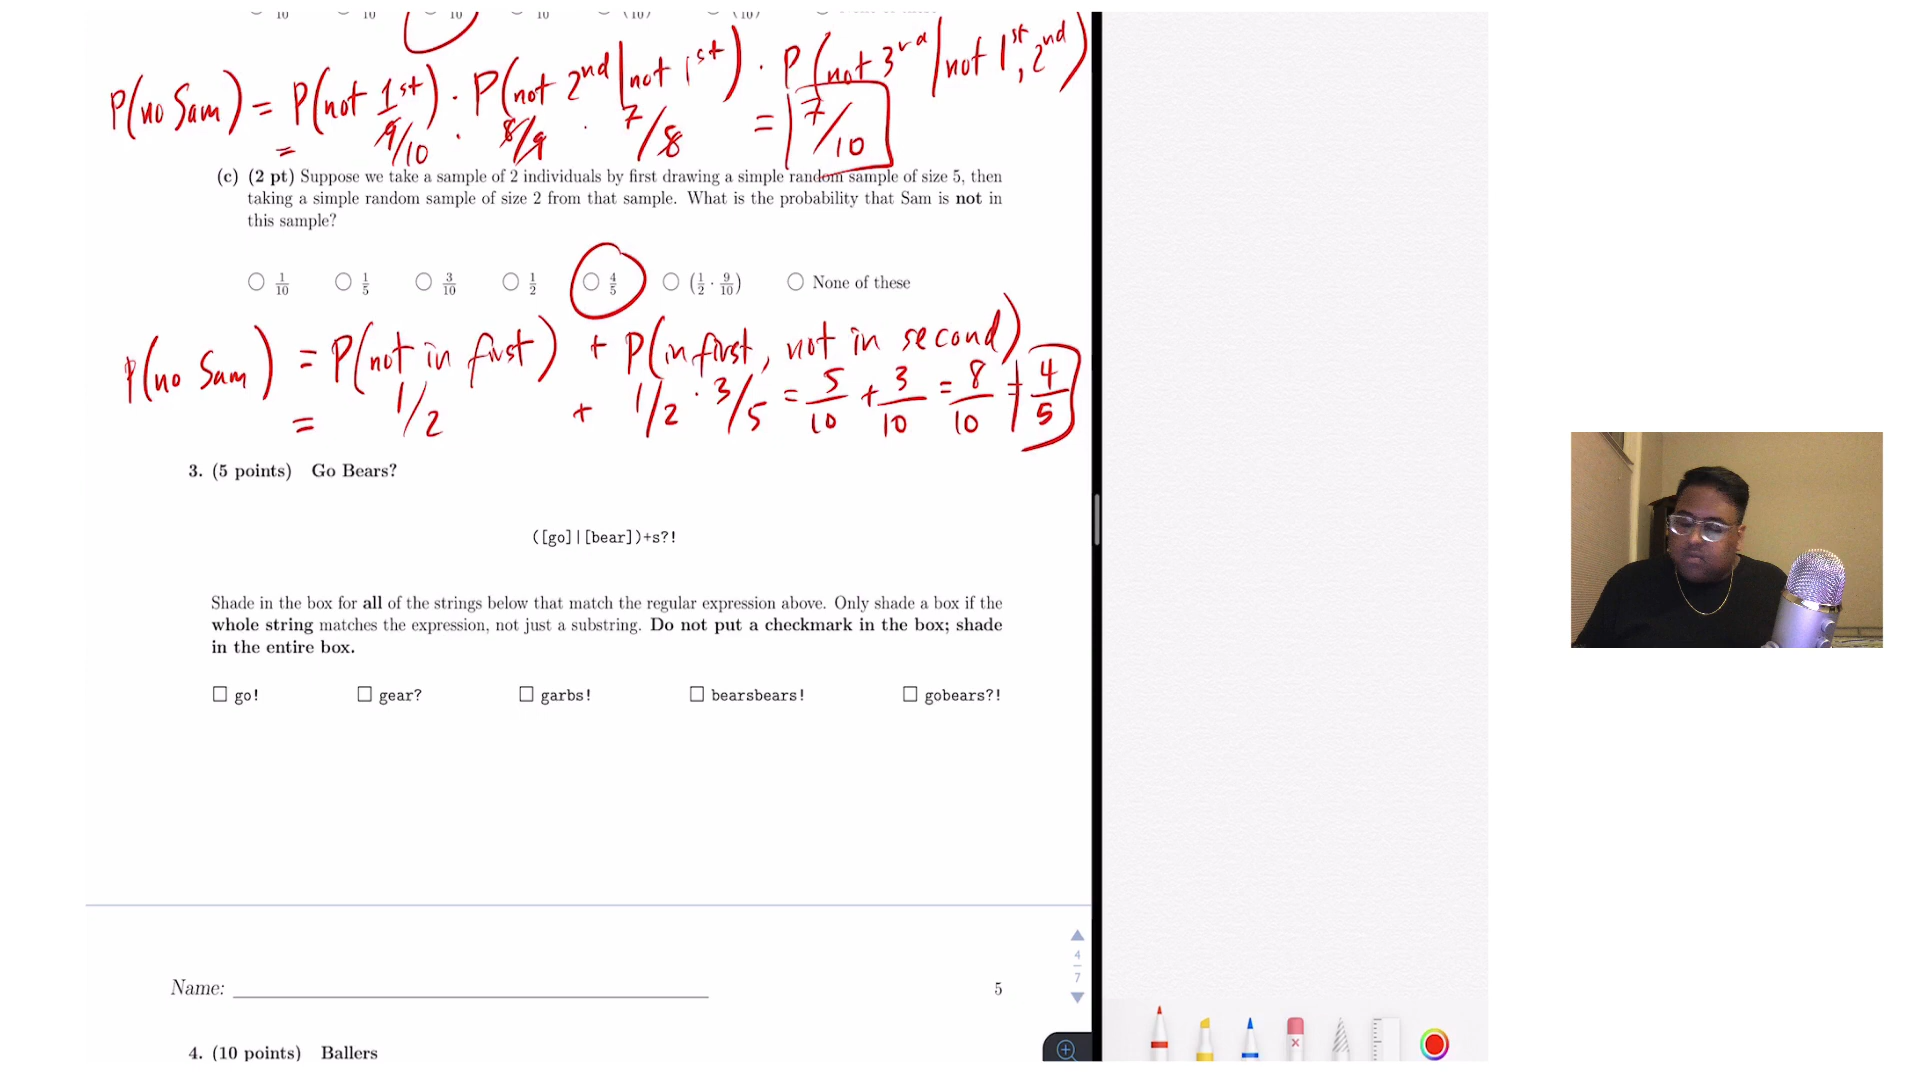 P(no Sam) = P(not 1st) · P(not 2nd | not 1st) · P(not 3rd | not 1st, 2nd)
= 9/10 · 8/9 · 7/8 = 7/10
(c) (2 pt) Suppose we take a sample of 2 individuals by first drawing a simple random sample of size 5, then
taking a simple random sample of size 2 from that sample. What is the probability that Sam is not in
this sample?
○ 1/10 ○ 1/5 ○ 3/10 ○ 1/2 ○ 4/5 ○ (1/2 · 9/10) ○ None of these
P(no Sam) = P(not in first) + P(in first, not in second)
= 1/2 + 1/2 · 3/5 = 5/10 + 3/10 = 8/10 = 4/5
3. (5 points) Go Bears?
([go]|[bear])+s?!
Shade in the box for all of the strings below that match the regular expression above. Only shade a box if the
whole string matches the expression, not just a substring. Do not put a checkmark in the box; shade
in the entire box.
□ go! □ gear? □ garbs! □ bearsbears! □ gobears?!
4
7
Name: 5
4. (10 points) Ballers